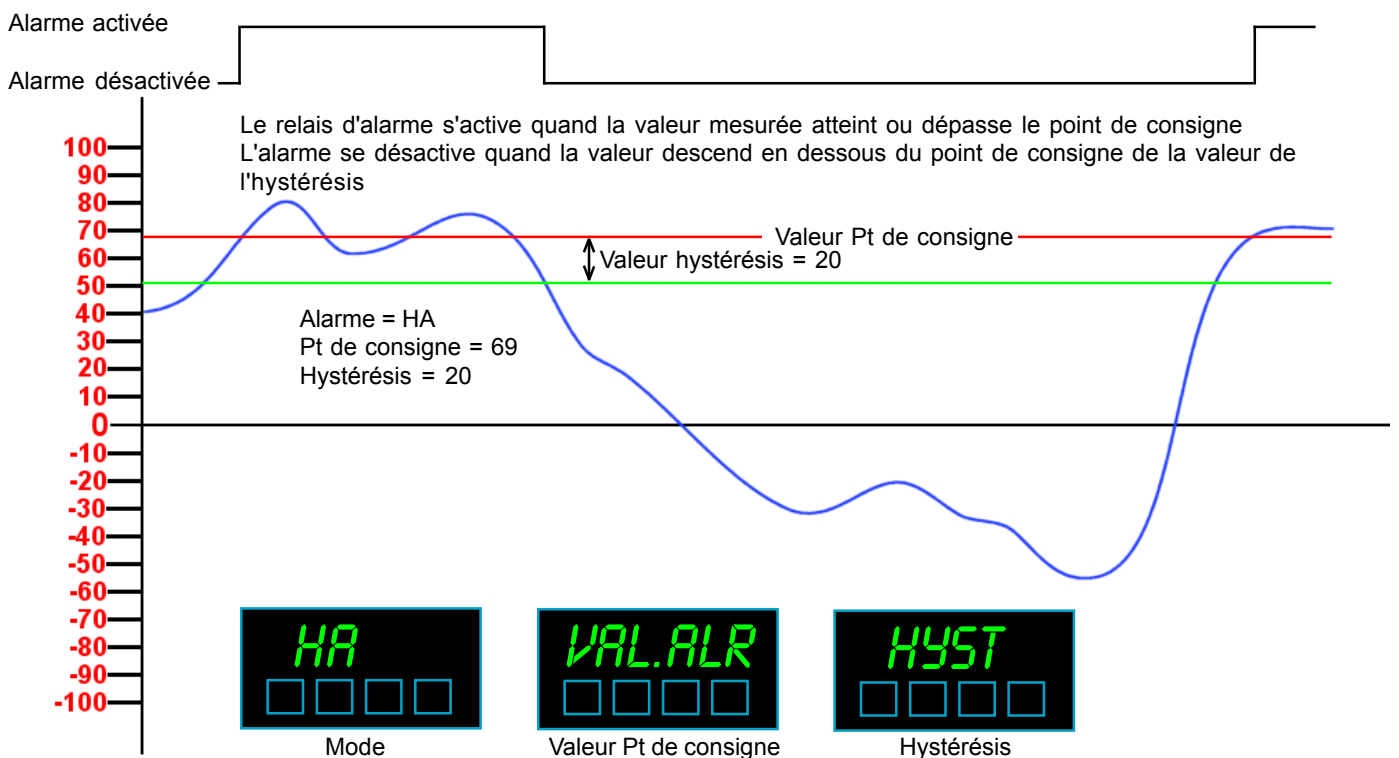 Alarme activée
Alarme désactivée
Le relais d'alarme s'active quand la valeur mesurée atteint ou dépasse le point de consigne
L'alarme se désactive quand la valeur descend en dessous du point de consigne de la valeur de
l'hystérésis
100
90
80
70
60
50
40
30
20
10
0
-10
-20
-30
-40
-50
-60
-70
-80
-90
-100
Valeur Pt de consigne
Valeur hystérésis = 20
Alarme = HA
Pt de consigne = 69
Hystérésis = 20
HA
VAL.ALR
HYST
Mode
Valeur Pt de consigne
Hystérésis